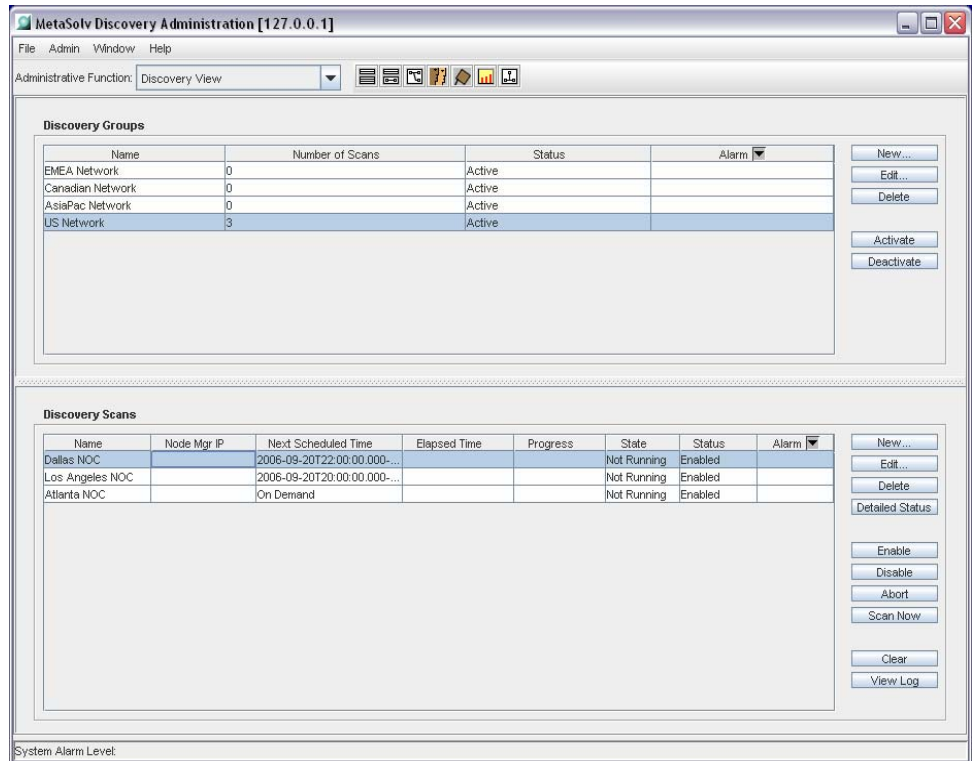 MetaSolv Discovery Administration [127.0.0.1]
File Admin Window Help
Administrative Function: Discovery View
Discovery Groups
Name Number of Scans Status Alarm
EMEA Network 0 Active
Canadian Network 0 Active
AsiaPac Network 0 Active
US Network 3 Active
New...
Edit...
Delete
Activate
Deactivate
Discovery Scans
Name Node Mgr IP Next Scheduled Time Elapsed Time Progress State Status Alarm
Dallas NOC 2006-09-20T22:00:00.000-... Not Running Enabled
Los Angeles NOC 2006-09-20T20:00:00.000-... Not Running Enabled
Atlanta NOC On Demand Not Running Enabled
New...
Edit...
Delete
Detailed Status
Enable
Disable
Abort
Scan Now
Clear
View Log
System Alarm Level: